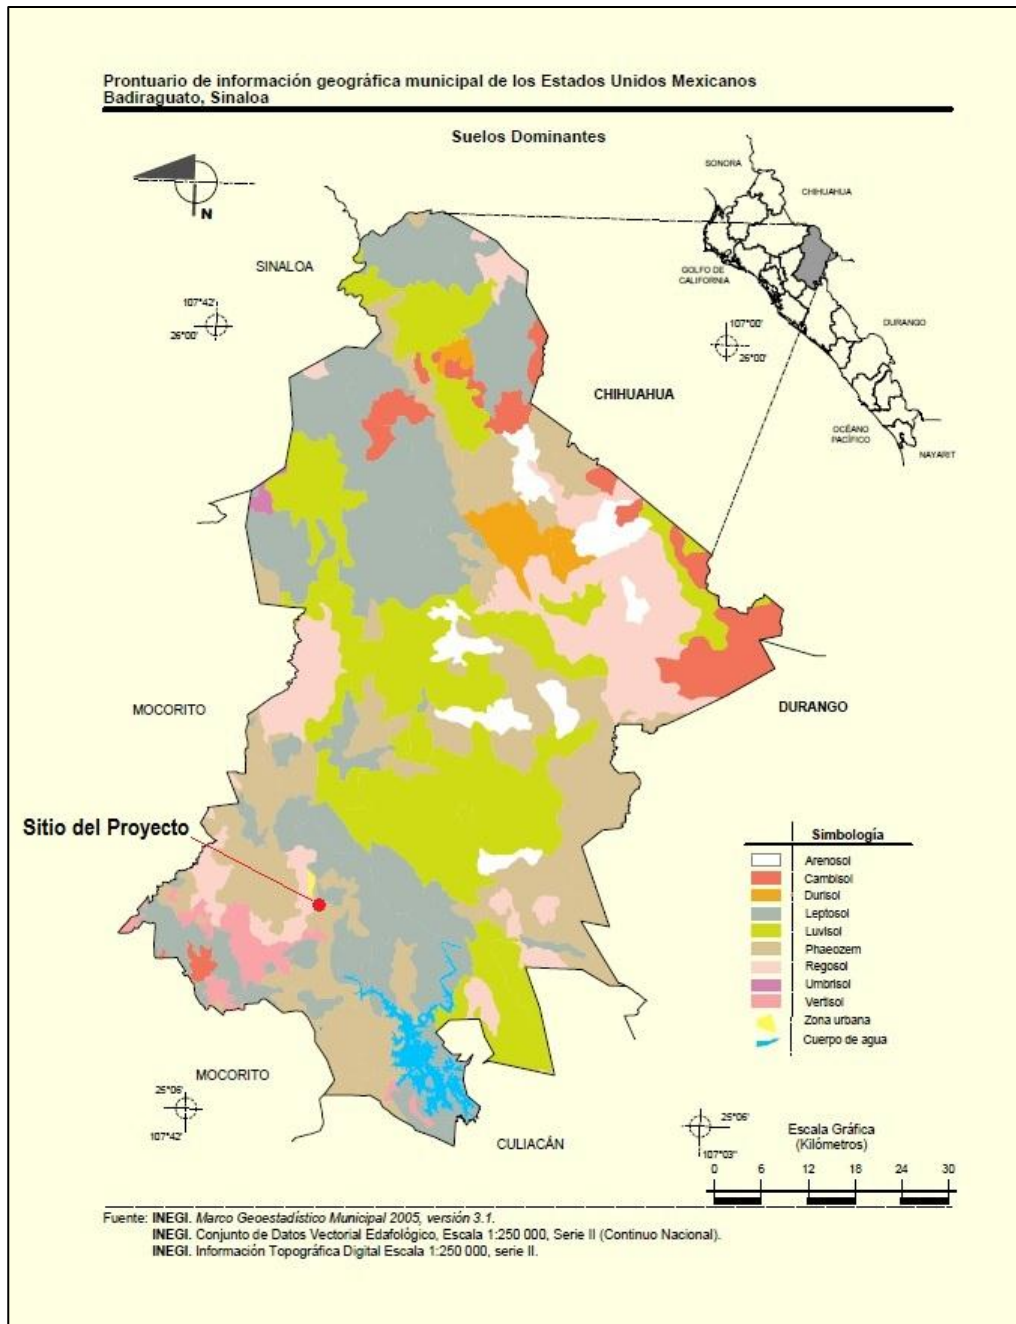 Prontuario de información geográfica municipal de los Estados Unidos Mexicanos
Badiraguato, Sinaloa
Suelos Dominantes
N
SONORA
CHIHUAHUA
GOLFO DE
CALIFORNIA
DURANGO
OCÉANO
PACÍFICO
NAYARIT
SINALOA
107°42'
26°00'
107°00'
26°00'
CHIHUAHUA
MOCORITO
DURANGO
Sitio del Proyecto
Simbología
Arenosol
Cambisol
Durisol
Leptosol
Luvisol
Phaeozem
Regosol
Umbrisol
Vertisol
Zona urbana
Cuerpo de agua
MOCORITO
25°06'
107°42'
CULIACÁN
25°06'
107°03"
Escala Gráfica
(Kilómetros)
0 6 12 18 24 30
Fuente: INEGI. Marco Geoestadístico Municipal 2005, versión 3.1.
INEGI. Conjunto de Datos Vectorial Edafológico, Escala 1:250 000, Serie II (Continuo Nacional).
INEGI. Información Topográfica Digital Escala 1:250 000, serie II.